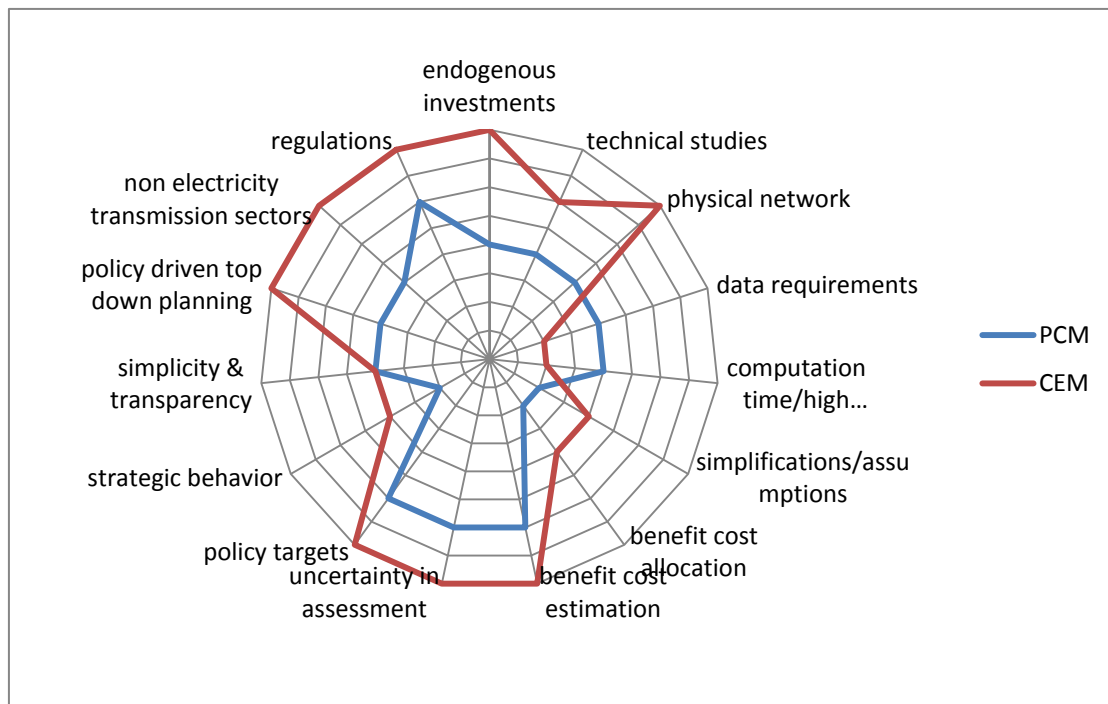 endogenous
investments
technical studies
physical network
data requirements
computation
time/high...
simplifications/assu
mptions
benefit cost
allocation
benefit cost
estimation
uncertainty in
assessment
policy targets
strategic behavior
simplicity &
transparency
policy driven top
down planning
non electricity
transmission sectors
regulations
PCM
CEM